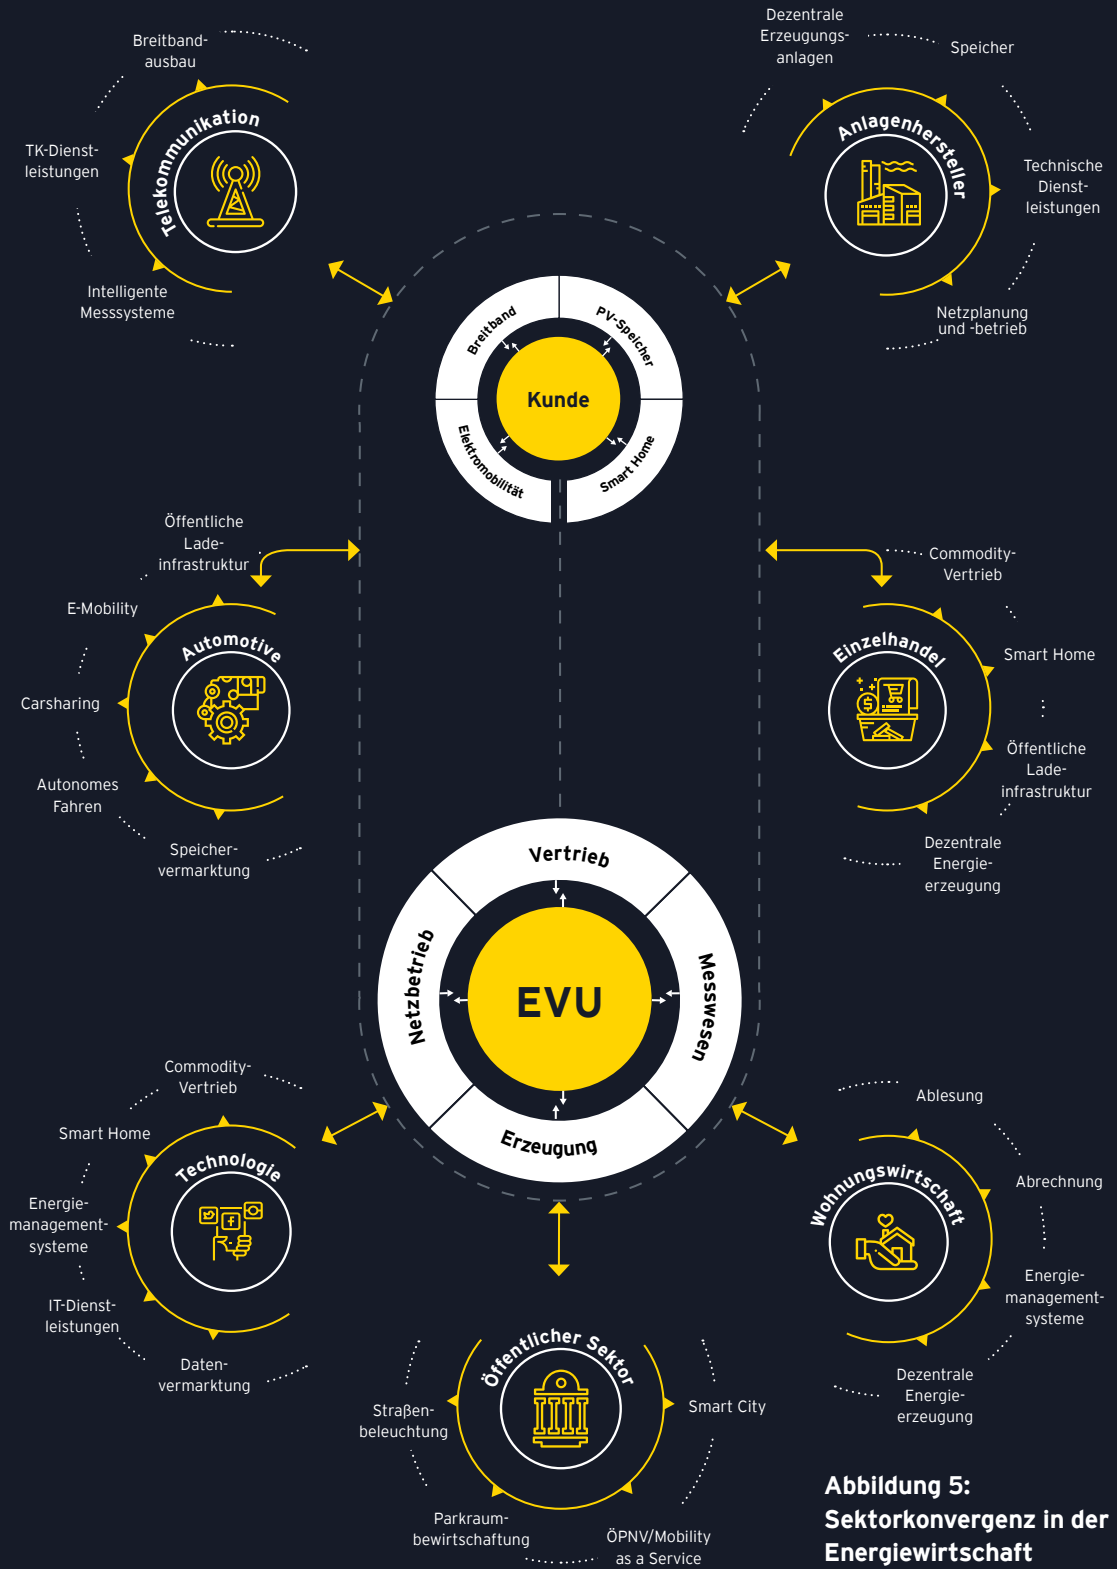 Breitband-
ausbau
TK-Dienst-
leistungen
Intelligente
Messsysteme
Telekommunikation
Dezentrale
Erzeugungs-
anlagen
Speicher
Technische
Dienst-
leistungen
Netzplanung
und -betrieb
Anlagenhersteller
Breitband
PV-Speicher
Elektromobilität
Smart Home
Kunde
Öffentliche
Lade-
infrastruktur
E-Mobility
Carsharing
Autonomes
Fahren
Speicher-
vermarktung
Automotive
Commodity-
Vertrieb
Smart Home
Öffentliche
Lade-
infrastruktur
Dezentrale
Energie-
erzeugung
Einzelhandel
$
Vertrieb
Netzbetrieb
Messwesen
Erzeugung
EVU
Commodity-
Vertrieb
Smart Home
Energie-
management-
systeme
IT-Dienst-
leistungen
Daten-
vermarktung
Technologie
f
Ablesung
Abrechnung
Energie-
management-
systeme
Dezentrale
Energie-
erzeugung
Wohnungswirtschaft
Öffentlicher Sektor
Straßen-
beleuchtung
Parkraum-
bewirtschaftung
ÖPNV/Mobility
as a Service
Smart City
Abbildung 5:
Sektorkonvergenz in der
Energiewirtschaft